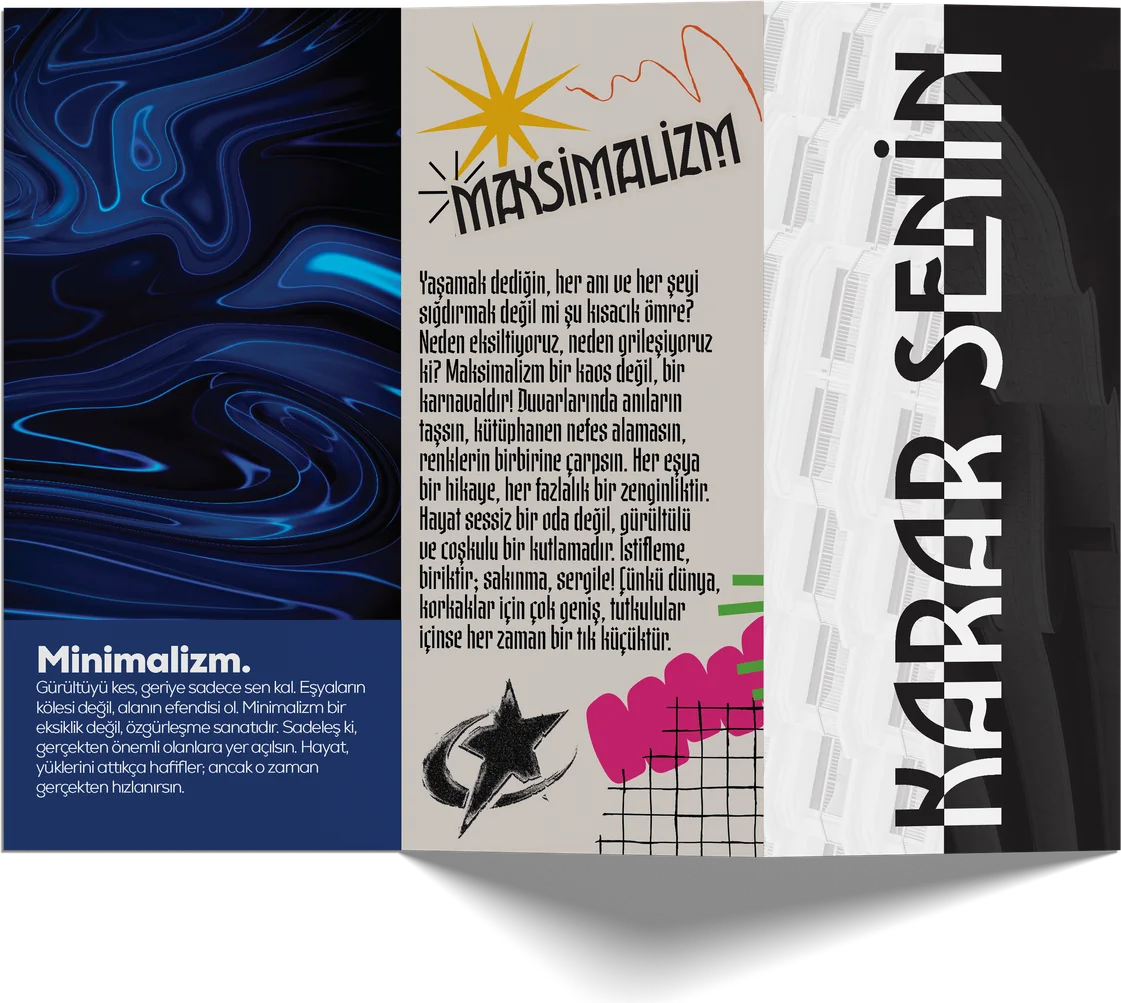 Minimalizm.
Gürültüyü kes, geriye sadece sen kal. Eşyaların
kölesi değil, alanın efendisi ol. Minimalizm bir
eksiklik değil, özgürleşme sanatıdır. Sadeleş ki,
gerçekten önemli olanlara yer açılsın. Hayat,
yüklerini attıkça hafifler; ancak o zaman
gerçekten hızlanırsın.
MAKSİMALİZM
Yaşamak dediğin, her anı ve her şeyi
sığdırmak değil mi şu kısacık ömre?
Neden eksiltiyoruz, neden grileşiyoruz
ki? Maksimalizm bir kaos değil, bir
karnavaldır! Duvarlarında anıların
taşsın, kütüphanen nefes alamasın,
renklerin birbirine çarpsın. Her eşya
bir hikaye, her fazlalık bir zenginliktir.
Hayat sessiz bir oda değil, gürültülü
ve coşkulu bir kutlamadır. İstifleme,
biriktir; sakınma, sergile! Çünkü dünya,
korkaklar için çok geniş, tutkulular
içinse her zaman bir tık küçüktür.
KARAR SENİN